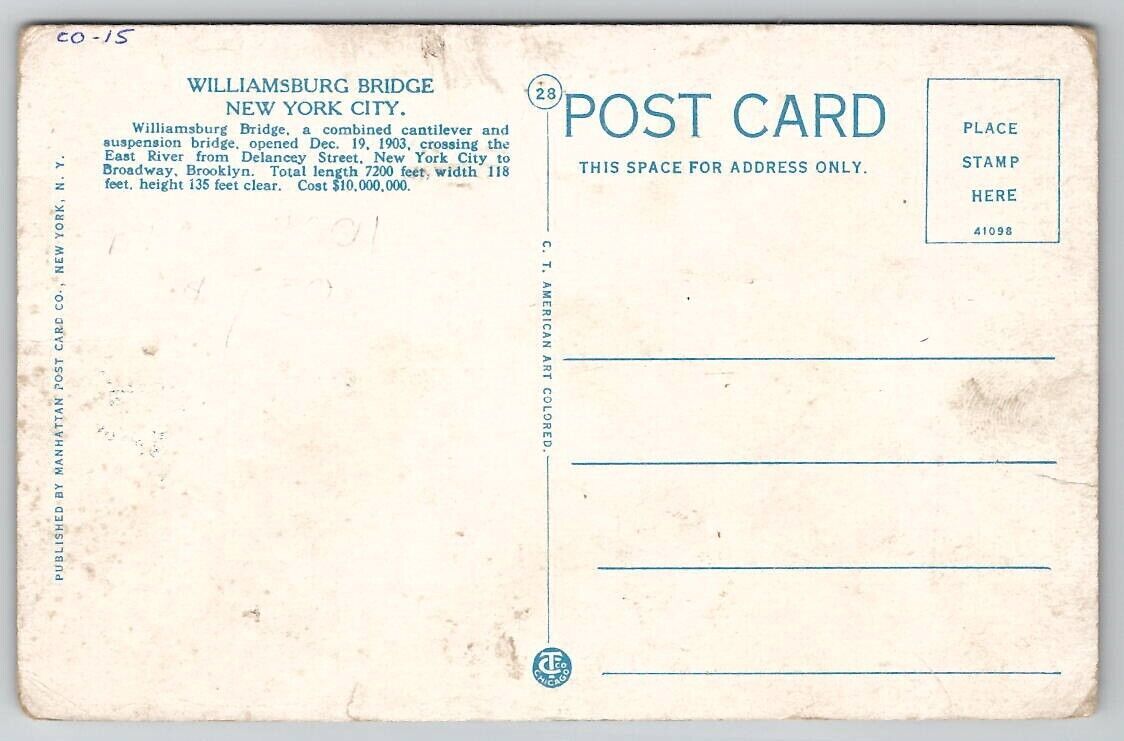 CO-15
WILLIAMSBURG BRIDGE
NEW YORK CITY.
Williamsburg Bridge, a combined cantilever and
suspension bridge, opened Dec. 19, 1903, crossing the
East River from Delancey Street, New York City to
Broadway, Brooklyn. Total length 7200 feet, width 118
feet, height 135 feet clear. Cost $10,000,000.
PUBLISHED BY MANHATTAN POST CARD CO., NEW YORK, N. Y.
28
C. T. AMERICAN ART COLORED.
CT CO
CHICAGO
POST CARD
THIS SPACE FOR ADDRESS ONLY.
PLACE
STAMP
HERE
41098